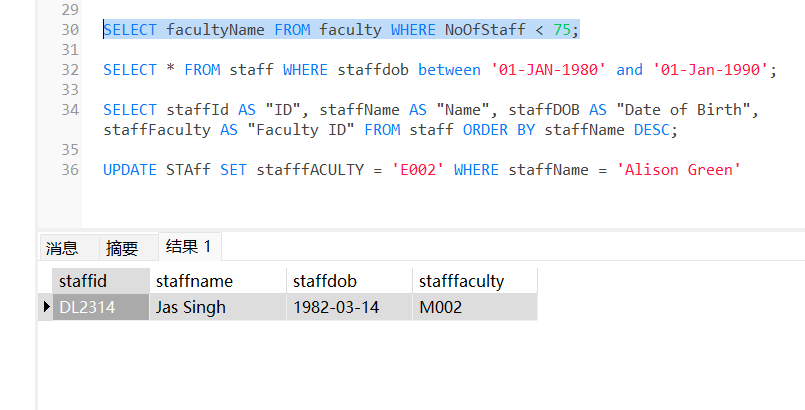 29
30 SELECT facultyName FROM faculty WHERE NoOfStaff < 75;
31
32 SELECT * FROM staff WHERE staffdob between '01-JAN-1980' and '01-Jan-1990';
33
34 SELECT staffId AS "ID", staffName AS "Name", staffDOB AS "Date of Birth",
staffFaculty AS "Faculty ID" FROM staff ORDER BY staffName DESC;
35
36 UPDATE STAff SET stafffACULTY = 'E002' WHERE staffName = 'Alison Green'
消息 摘要 结果 1
staffid staffname staffdob stafffaculty
DL2314 Jas Singh 1982-03-14 M002